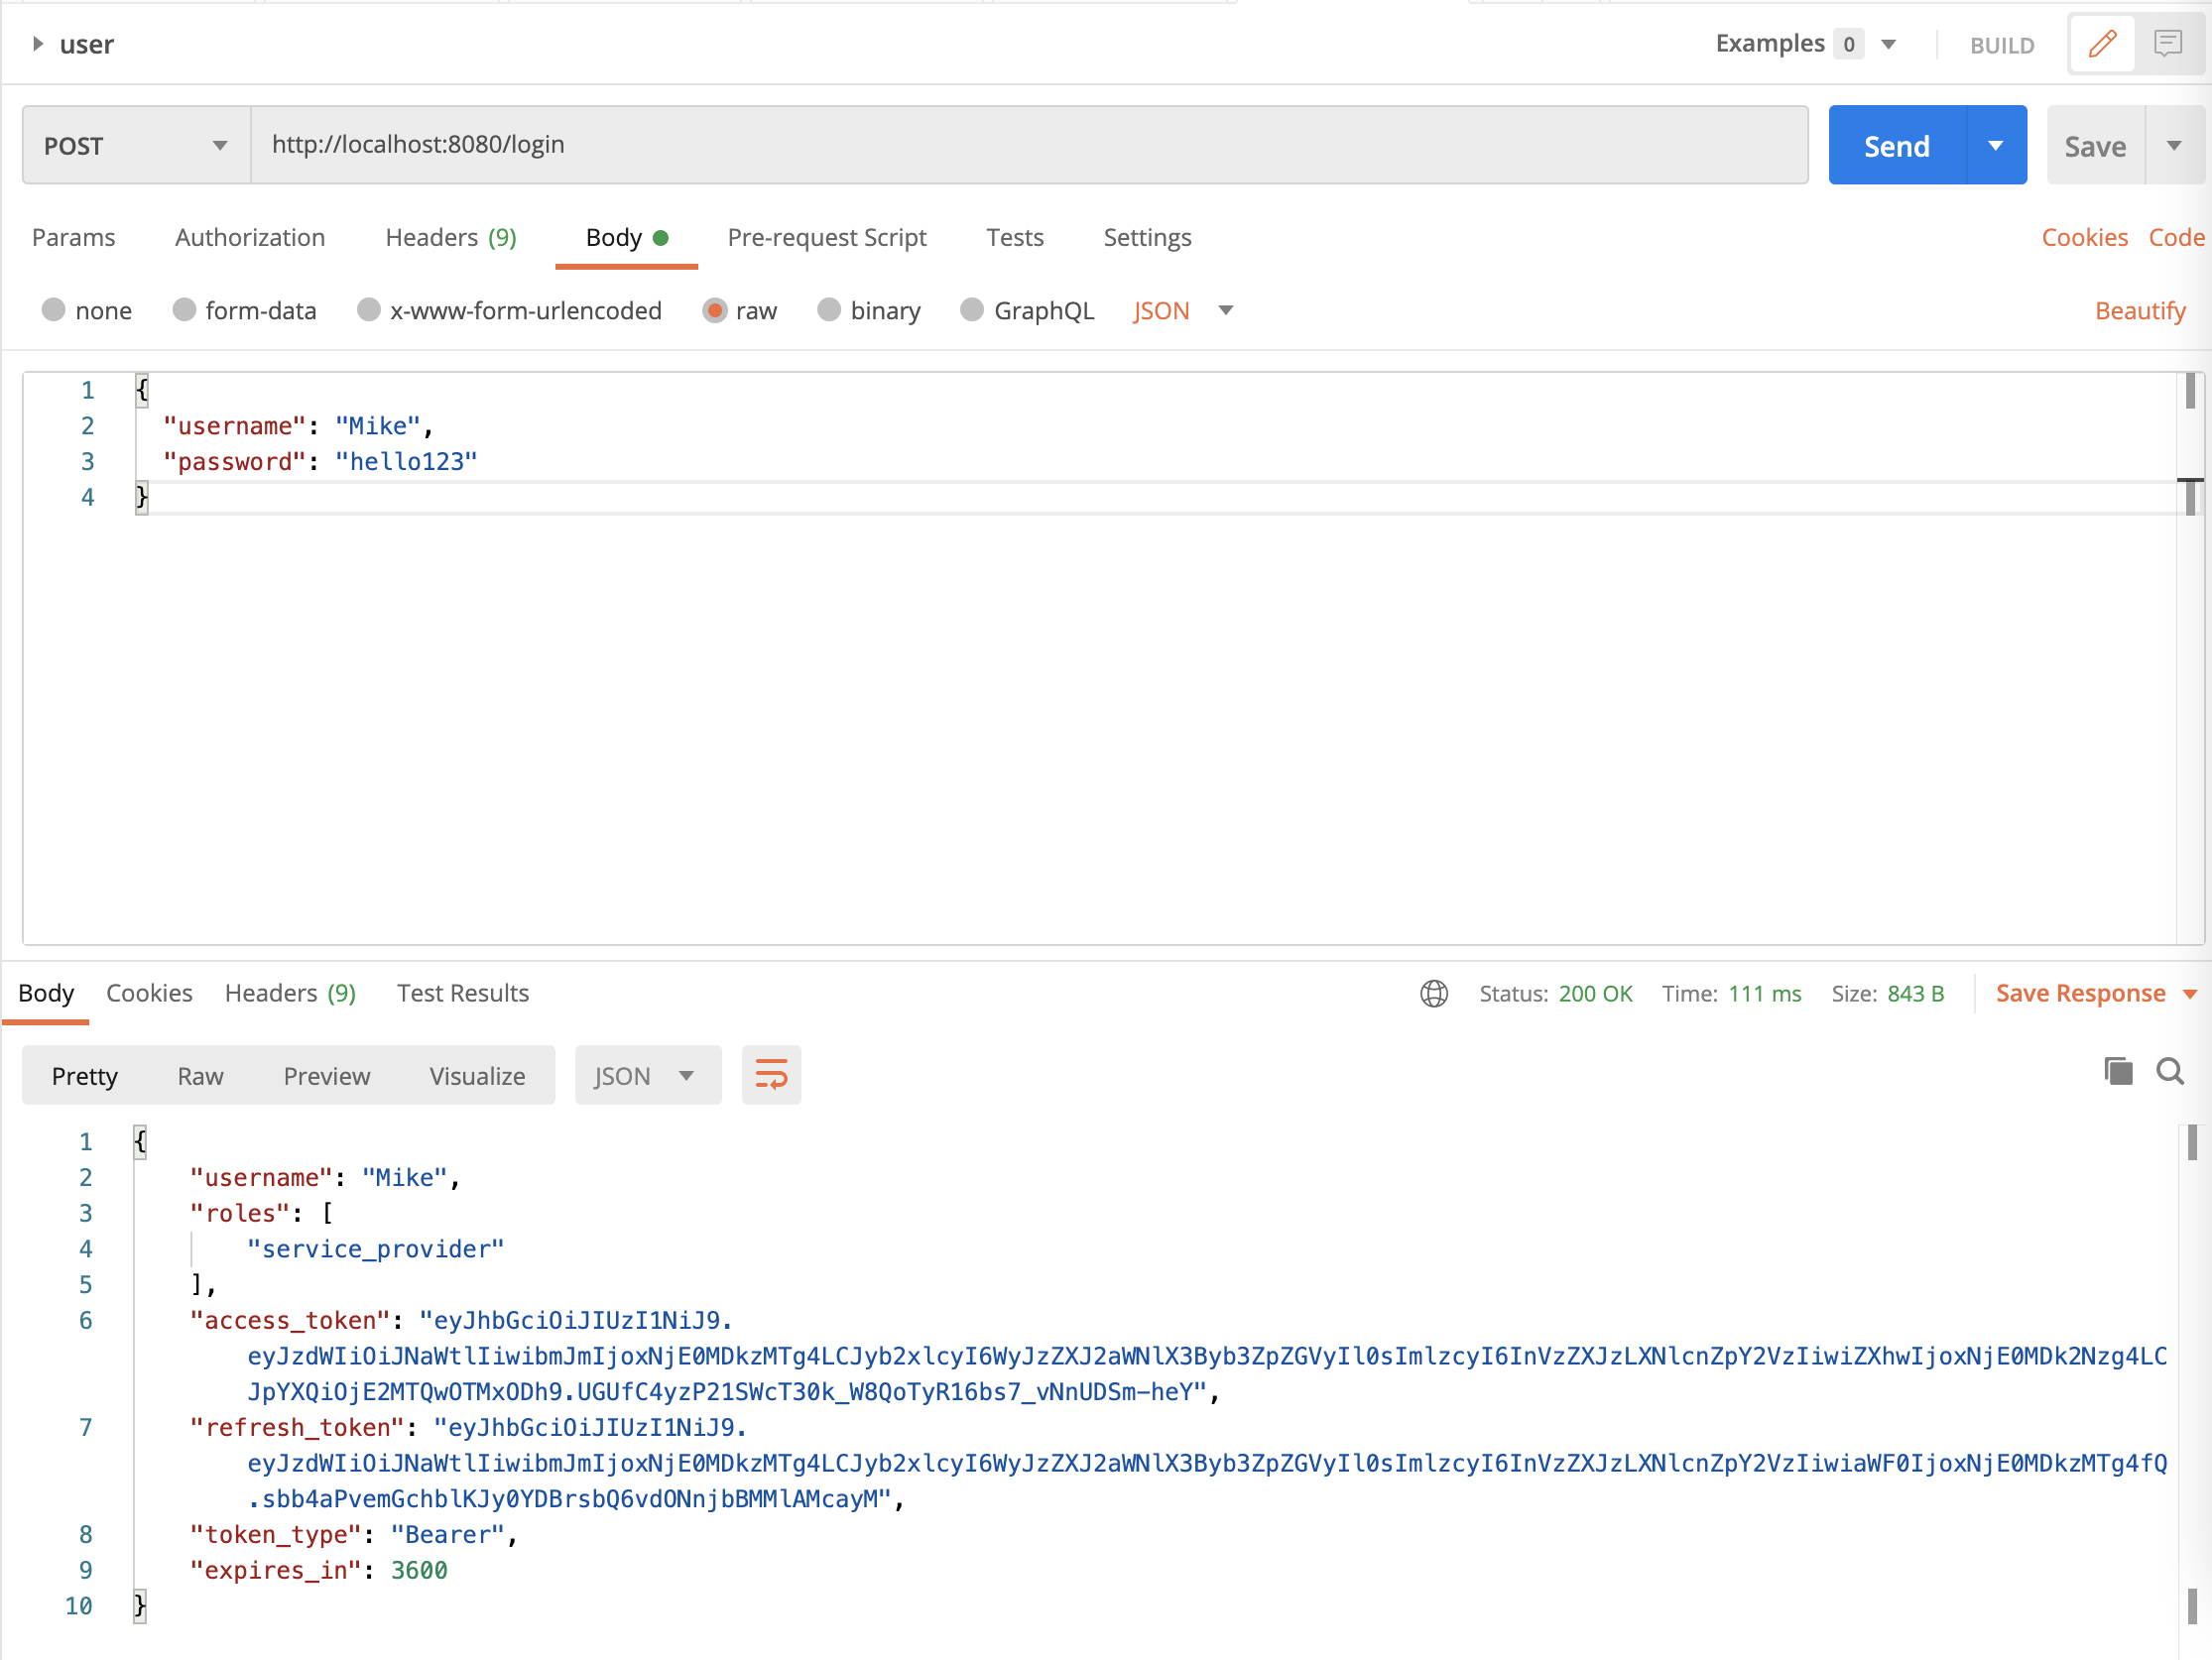 user
Examples 0 BUILD
POST http://localhost:8080/login Send Save
Params Authorization Headers (9) Body Pre-request Script Tests Settings Cookies Code
none form-data x-www-form-urlencoded raw binary GraphQL JSON Beautify
1 {
2 "username": "Mike",
3 "password": "hello123"
4 }
Body Cookies Headers (9) Test Results Status: 200 OK Time: 111 ms Size: 843 B Save Response
Pretty Raw Preview Visualize JSON
1 {
2 "username": "Mike",
3 "roles": [
4 "service_provider"
5 ],
6 "access_token": "eyJhbGciOiJIUzI1NiJ9.
eyJzdWIiOiJNaWtlIiwibmJmIjoxNjE0MDkzMTg4LCJyb2xlcyI6WyJzZXJ2aWNlX3Byb3ZpZGVyIl0sImlzcyI6InVzZXJzLXNlcnZpY2VzIiwiZXhwIjoxNjE0MDk2Nzg4LC
JpYXQiOjE2MTQwOTMxODh9.UGUfC4yzP21SWcT30k_W8QoTyR16bs7_vNnUDSm-heY",
7 "refresh_token": "eyJhbGciOiJIUzI1NiJ9.
eyJzdWIiOiJNaWtlIiwibmJmIjoxNjE0MDkzMTg4LCJyb2xlcyI6WyJzZXJ2aWNlX3Byb3ZpZGVyIl0sImlzcyI6InVzZXJzLXNlcnZpY2VzIiwiaWF0IjoxNjE0MDkzMTg4fQ
.sbb4aPvemGchblKJy0YDBrsbQ6vdONnjbBMMlAMcayM",
8 "token_type": "Bearer",
9 "expires_in": 3600
10 }